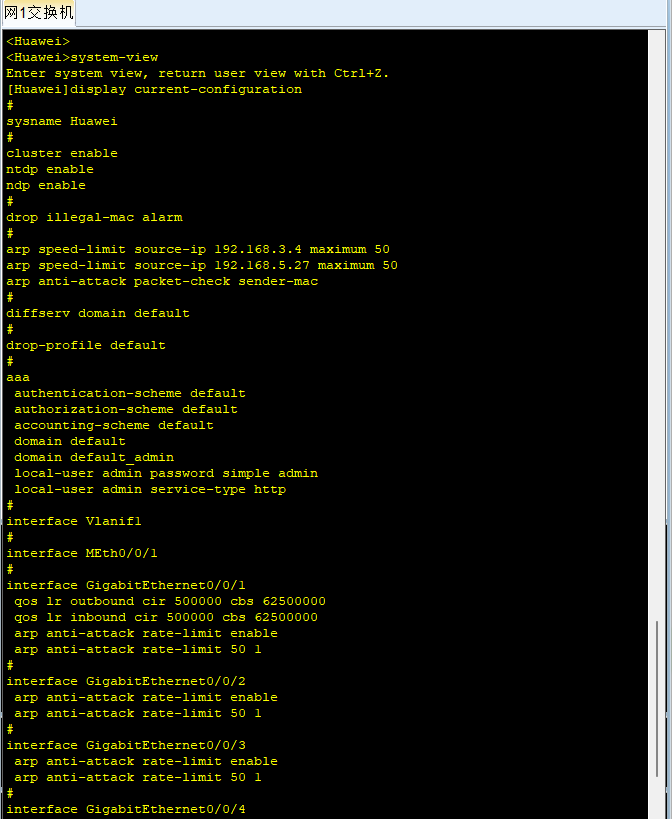 网1交换机
<Huawei>
<Huawei>system-view
Enter system view, return user view with Ctrl+Z.
[Huawei]display current-configuration
#
sysname Huawei
#
cluster enable
ntdp enable
ndp enable
#
drop illegal-mac alarm
#
arp speed-limit source-ip 192.168.3.4 maximum 50
arp speed-limit source-ip 192.168.5.27 maximum 50
arp anti-attack packet-check sender-mac
#
diffserv domain default
#
drop-profile default
#
aaa
 authentication-scheme default
 authorization-scheme default
 accounting-scheme default
 domain default
 domain default_admin
 local-user admin password simple admin
 local-user admin service-type http
#
interface Vlanif1
#
interface MEth0/0/1
#
interface GigabitEthernet0/0/1
 qos lr outbound cir 500000 cbs 62500000
 qos lr inbound cir 500000 cbs 62500000
 arp anti-attack rate-limit enable
 arp anti-attack rate-limit 50 1
#
interface GigabitEthernet0/0/2
 arp anti-attack rate-limit enable
 arp anti-attack rate-limit 50 1
#
interface GigabitEthernet0/0/3
 arp anti-attack rate-limit enable
 arp anti-attack rate-limit 50 1
#
interface GigabitEthernet0/0/4